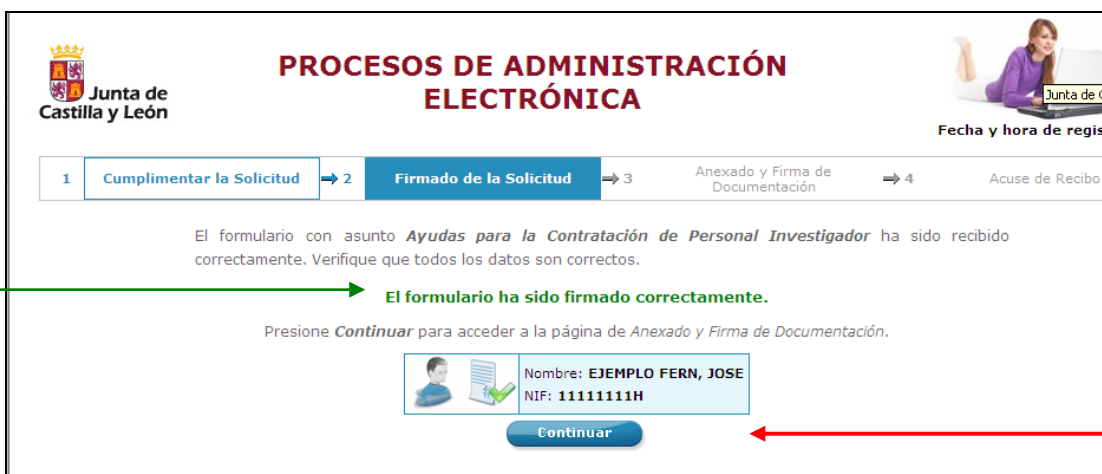 Junta de
Castilla y León
PROCESOS DE ADMINISTRACIÓN
ELECTRÓNICA
Junta de
Fecha y hora de regis
1 Cumplimentar la Solicitud 2 Firmado de la Solicitud 3 Anexado y Firma de
Documentación 4 Acuse de Recibo
El formulario con asunto Ayudas para la Contratación de Personal Investigador ha sido recibido
correctamente. Verifique que todos los datos son correctos.
El formulario ha sido firmado correctamente.
Presione Continuar para acceder a la página de Anexado y Firma de Documentación.
Nombre: EJEMPLO FERN, JOSE
NIF: 11111111H
Continuar